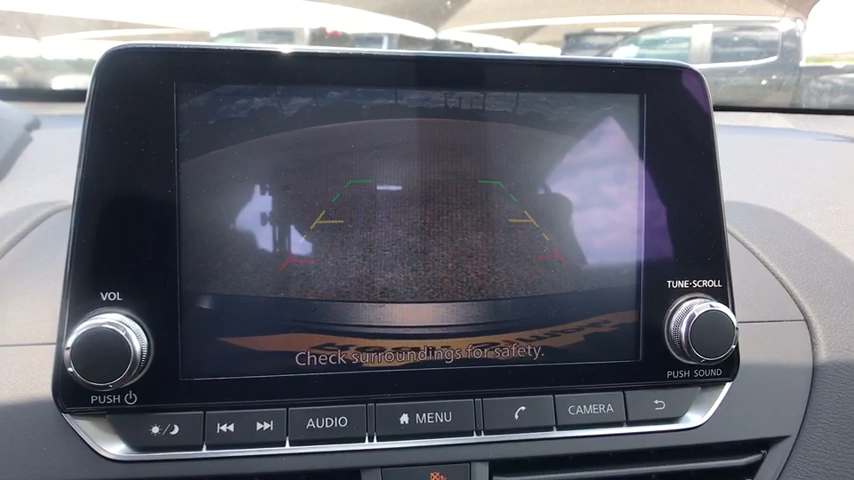 VOL
TUNE·SCROLL
Check surroundings for safety.
PUSH
PUSH SOUND
AUDIO
MENU
CAMERA